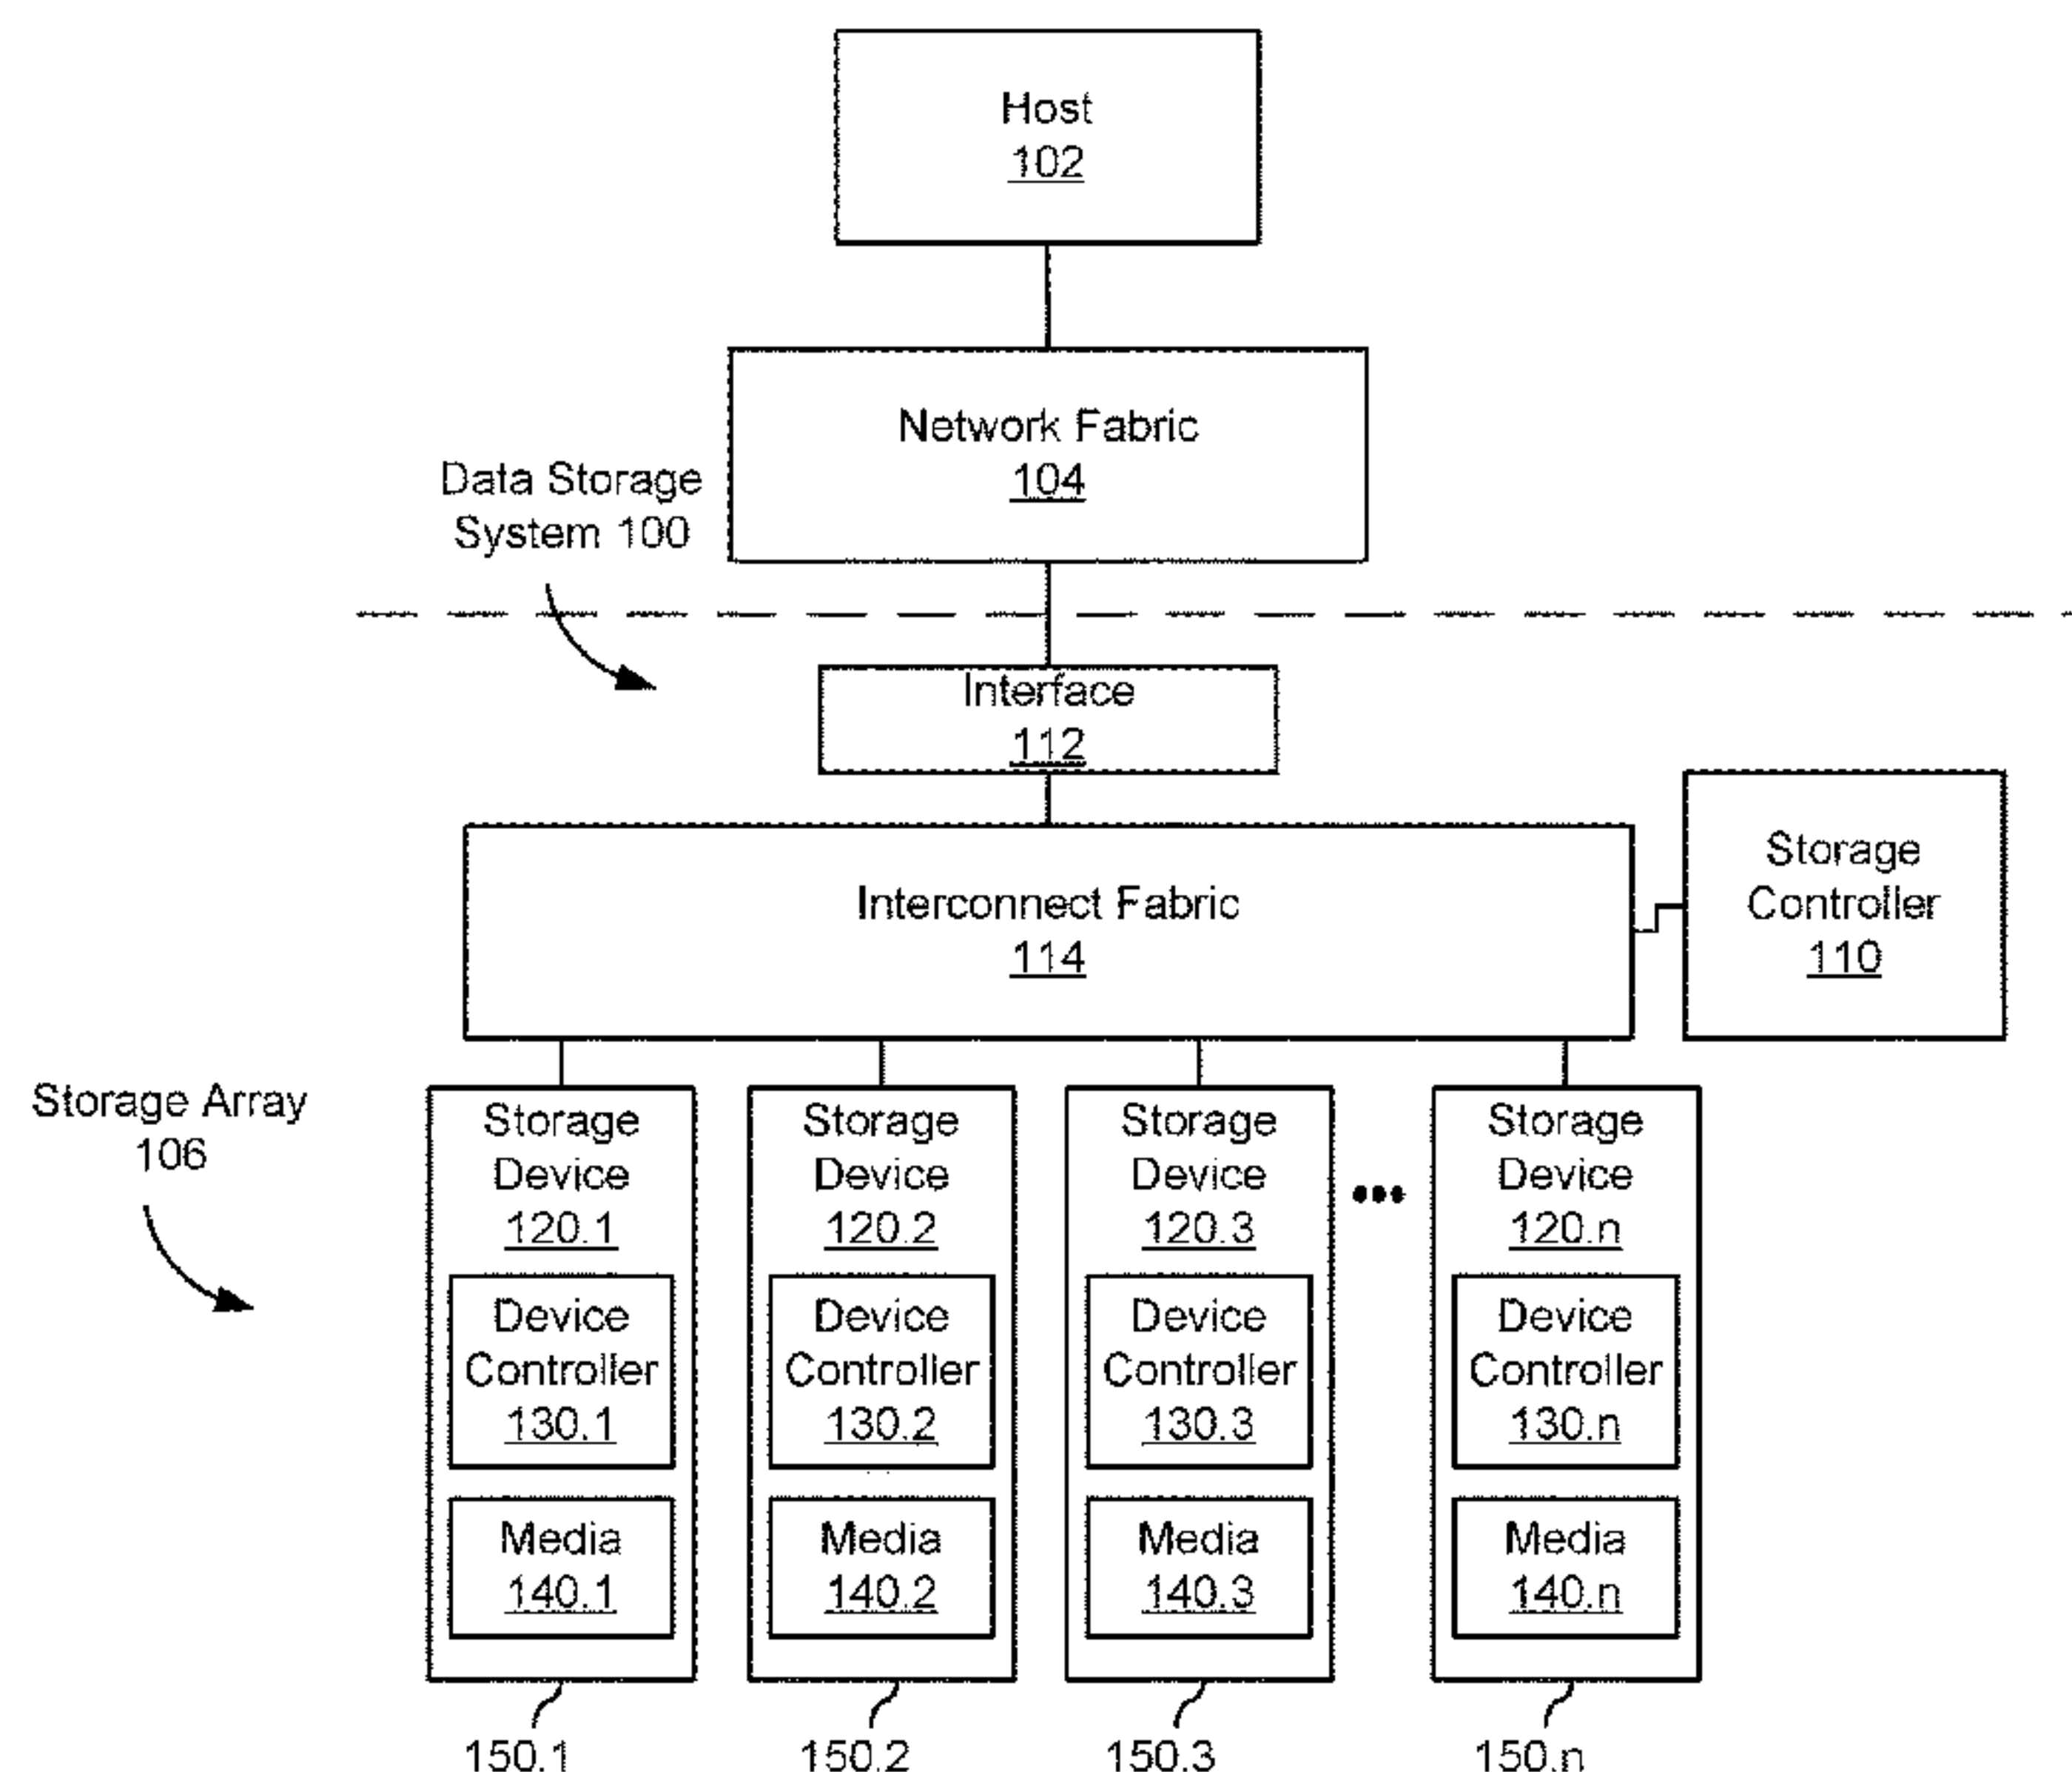 Host
102
Network Fabric
104
Data Storage
System 100
Interface
112
Interconnect Fabric
114
Storage
Controller
110
Storage Array
106
Storage
Device
120.1
Device
Controller
130.1
Media
140.1
150.1
Storage
Device
120.2
Device
Controller
130.2
Media
140.2
150.2
Storage
Device
120.3
Device
Controller
130.3
Media
140.3
150.3
•••
Storage
Device
120.n
Device
Controller
130.n
Media
140.n
150.n